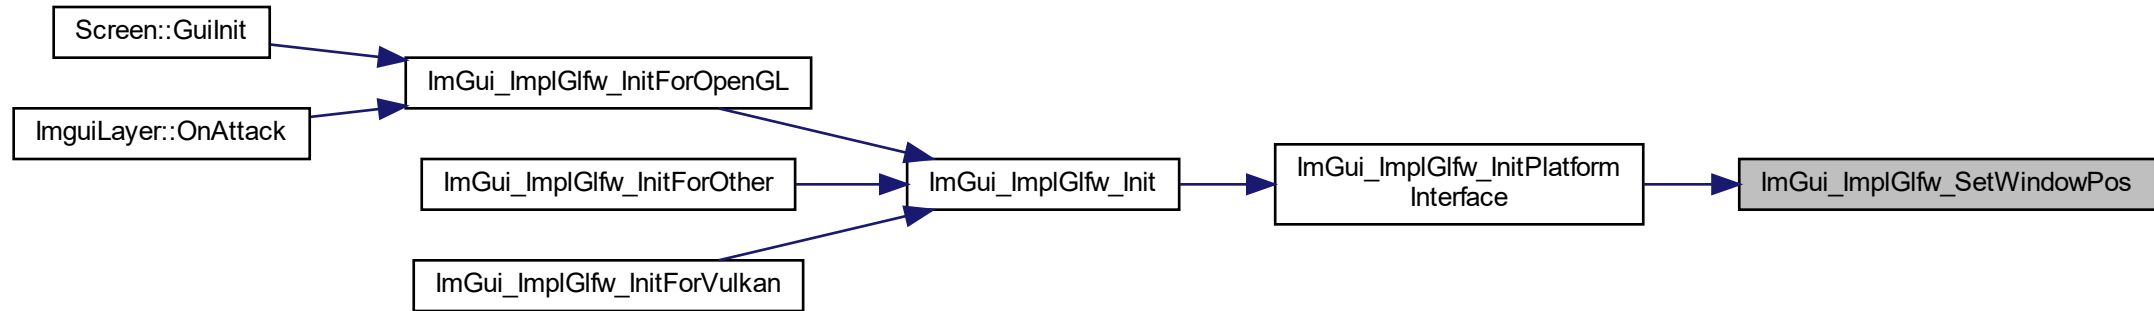 Screen::GuiInit
ImGui_ImplGlfw_InitForOpenGL
ImguiLayer::OnAttack
ImGui_ImplGlfw_InitForOther
ImGui_ImplGlfw_Init
ImGui_ImplGlfw_InitPlatform
Interface
ImGui_ImplGlfw_SetWindowPos
ImGui_ImplGlfw_InitForVulkan